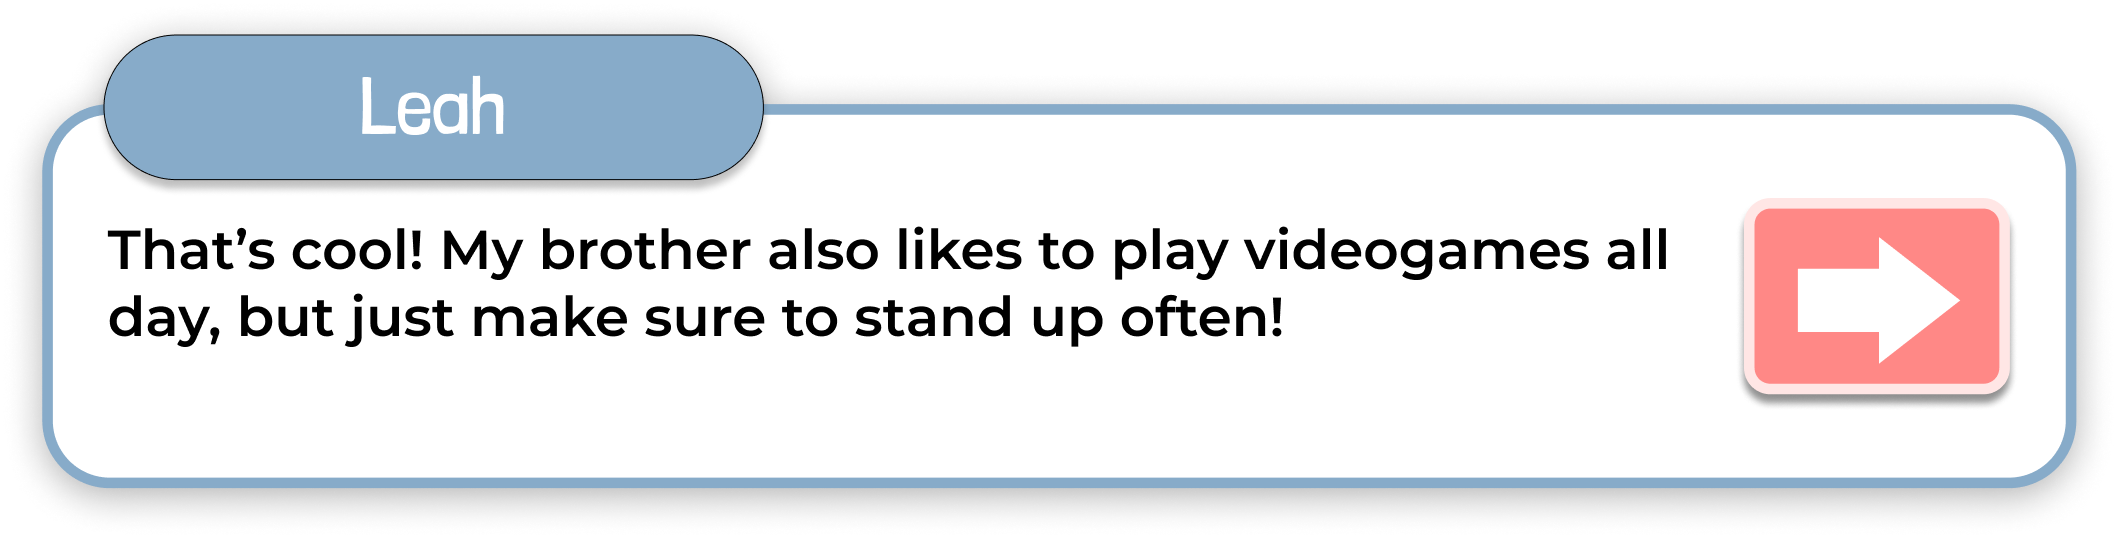 Leah
That’s cool! My brother also likes to play videogames all
day, but just make sure to stand up often!